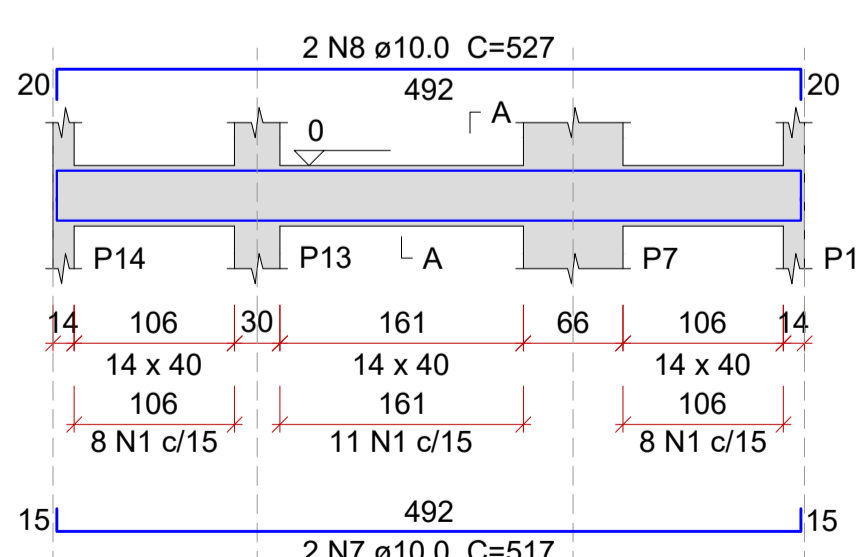 2 N8 ø10.0 C=527
20 492 20
A
0
P14 P13 A P7 P1
14 106 30 161 66 106 14
14 x 40 14 x 40 14 x 40
106 161 106
8 N1 c/15 11 N1 c/15 8 N1 c/15
15 492 15
2 N7 ø10.0 C=517